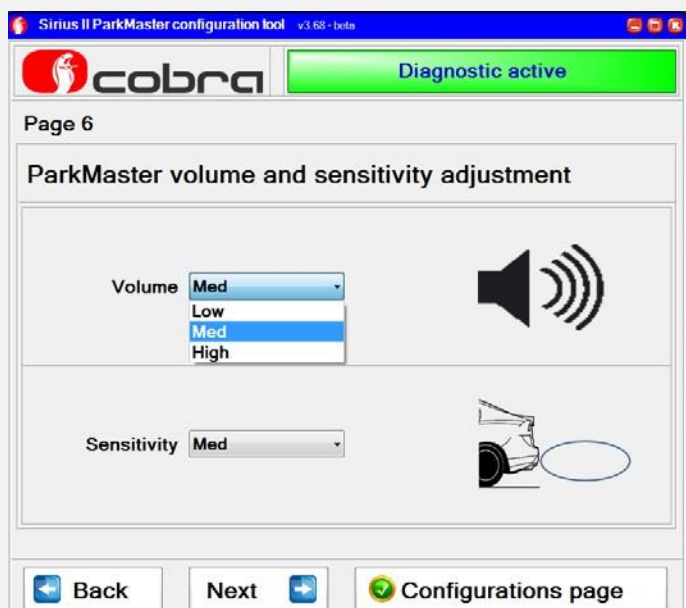 Sirius II ParkMaster configuration tool v3.68 - beta
cobra
Diagnostic active
Page 6
ParkMaster volume and sensitivity adjustment
Volume Med
Low
Med
High
Sensitivity Med
Back Next Configurations page